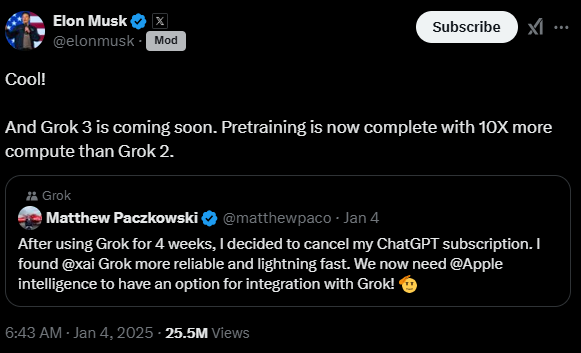 Elon Musk
@elonmusk · Mod
Subscribe
Cool!
And Grok 3 is coming soon. Pretraining is now complete with 10X more
compute than Grok 2.
Grok
Matthew Paczkowski @matthewpaco · Jan 4
After using Grok for 4 weeks, I decided to cancel my ChatGPT subscription. I
found @xai Grok more reliable and lightning fast. We now need @Apple
intelligence to have an option for integration with Grok! 🫡
6:43 AM · Jan 4, 2025 · 25.5M Views